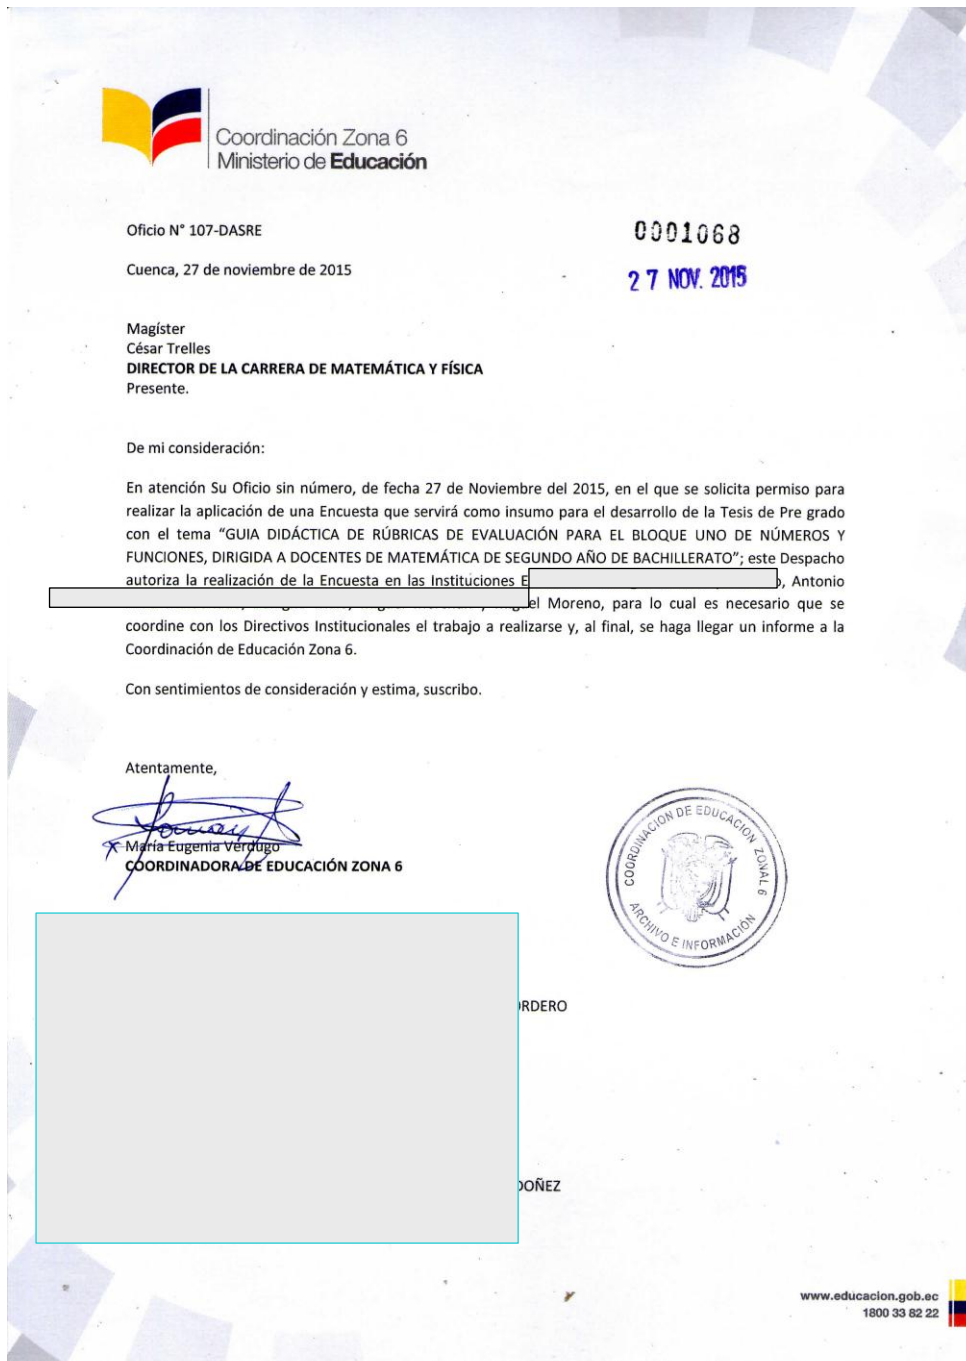 Coordinación Zona 6
Ministerio de Educación
Oficio N° 107-DASRE
0001068
Cuenca, 27 de noviembre de 2015
27 NOV. 2015
Magíster
César Trelles
DIRECTOR DE LA CARRERA DE MATEMÁTICA Y FÍSICA
Presente.
De mi consideración:
En atención Su Oficio sin número, de fecha 27 de Noviembre del 2015, en el que se solicita permiso para
realizar la aplicación de una Encuesta que servirá como insumo para el desarrollo de la Tesis de Pre grado
con el tema “GUIA DIDÁCTICA DE RÚBRICAS DE EVALUACIÓN PARA EL BLOQUE UNO DE NÚMEROS Y
FUNCIONES, DIRIGIDA A DOCENTES DE MATEMÁTICA DE SEGUNDO AÑO DE BACHILLERATO”; este Despacho
autoriza la realización de la Encuesta en las Instituciones E , Antonio
el Moreno, para lo cual es necesario que se
coordine con los Directivos Institucionales el trabajo a realizarse y, al final, se haga llegar un informe a la
Coordinación de Educación Zona 6.
Con sentimientos de consideración y estima, suscribo.
Atentamente,
María Eugenia Verdugo
COORDINADORA DE EDUCACIÓN ZONA 6
COORDINACION DE EDUCACION ZONAL 6
ARCHIVO E INFORMACIÓN
RDERO
OÑEZ
www.educacion.gob.ec
1800 33 82 22